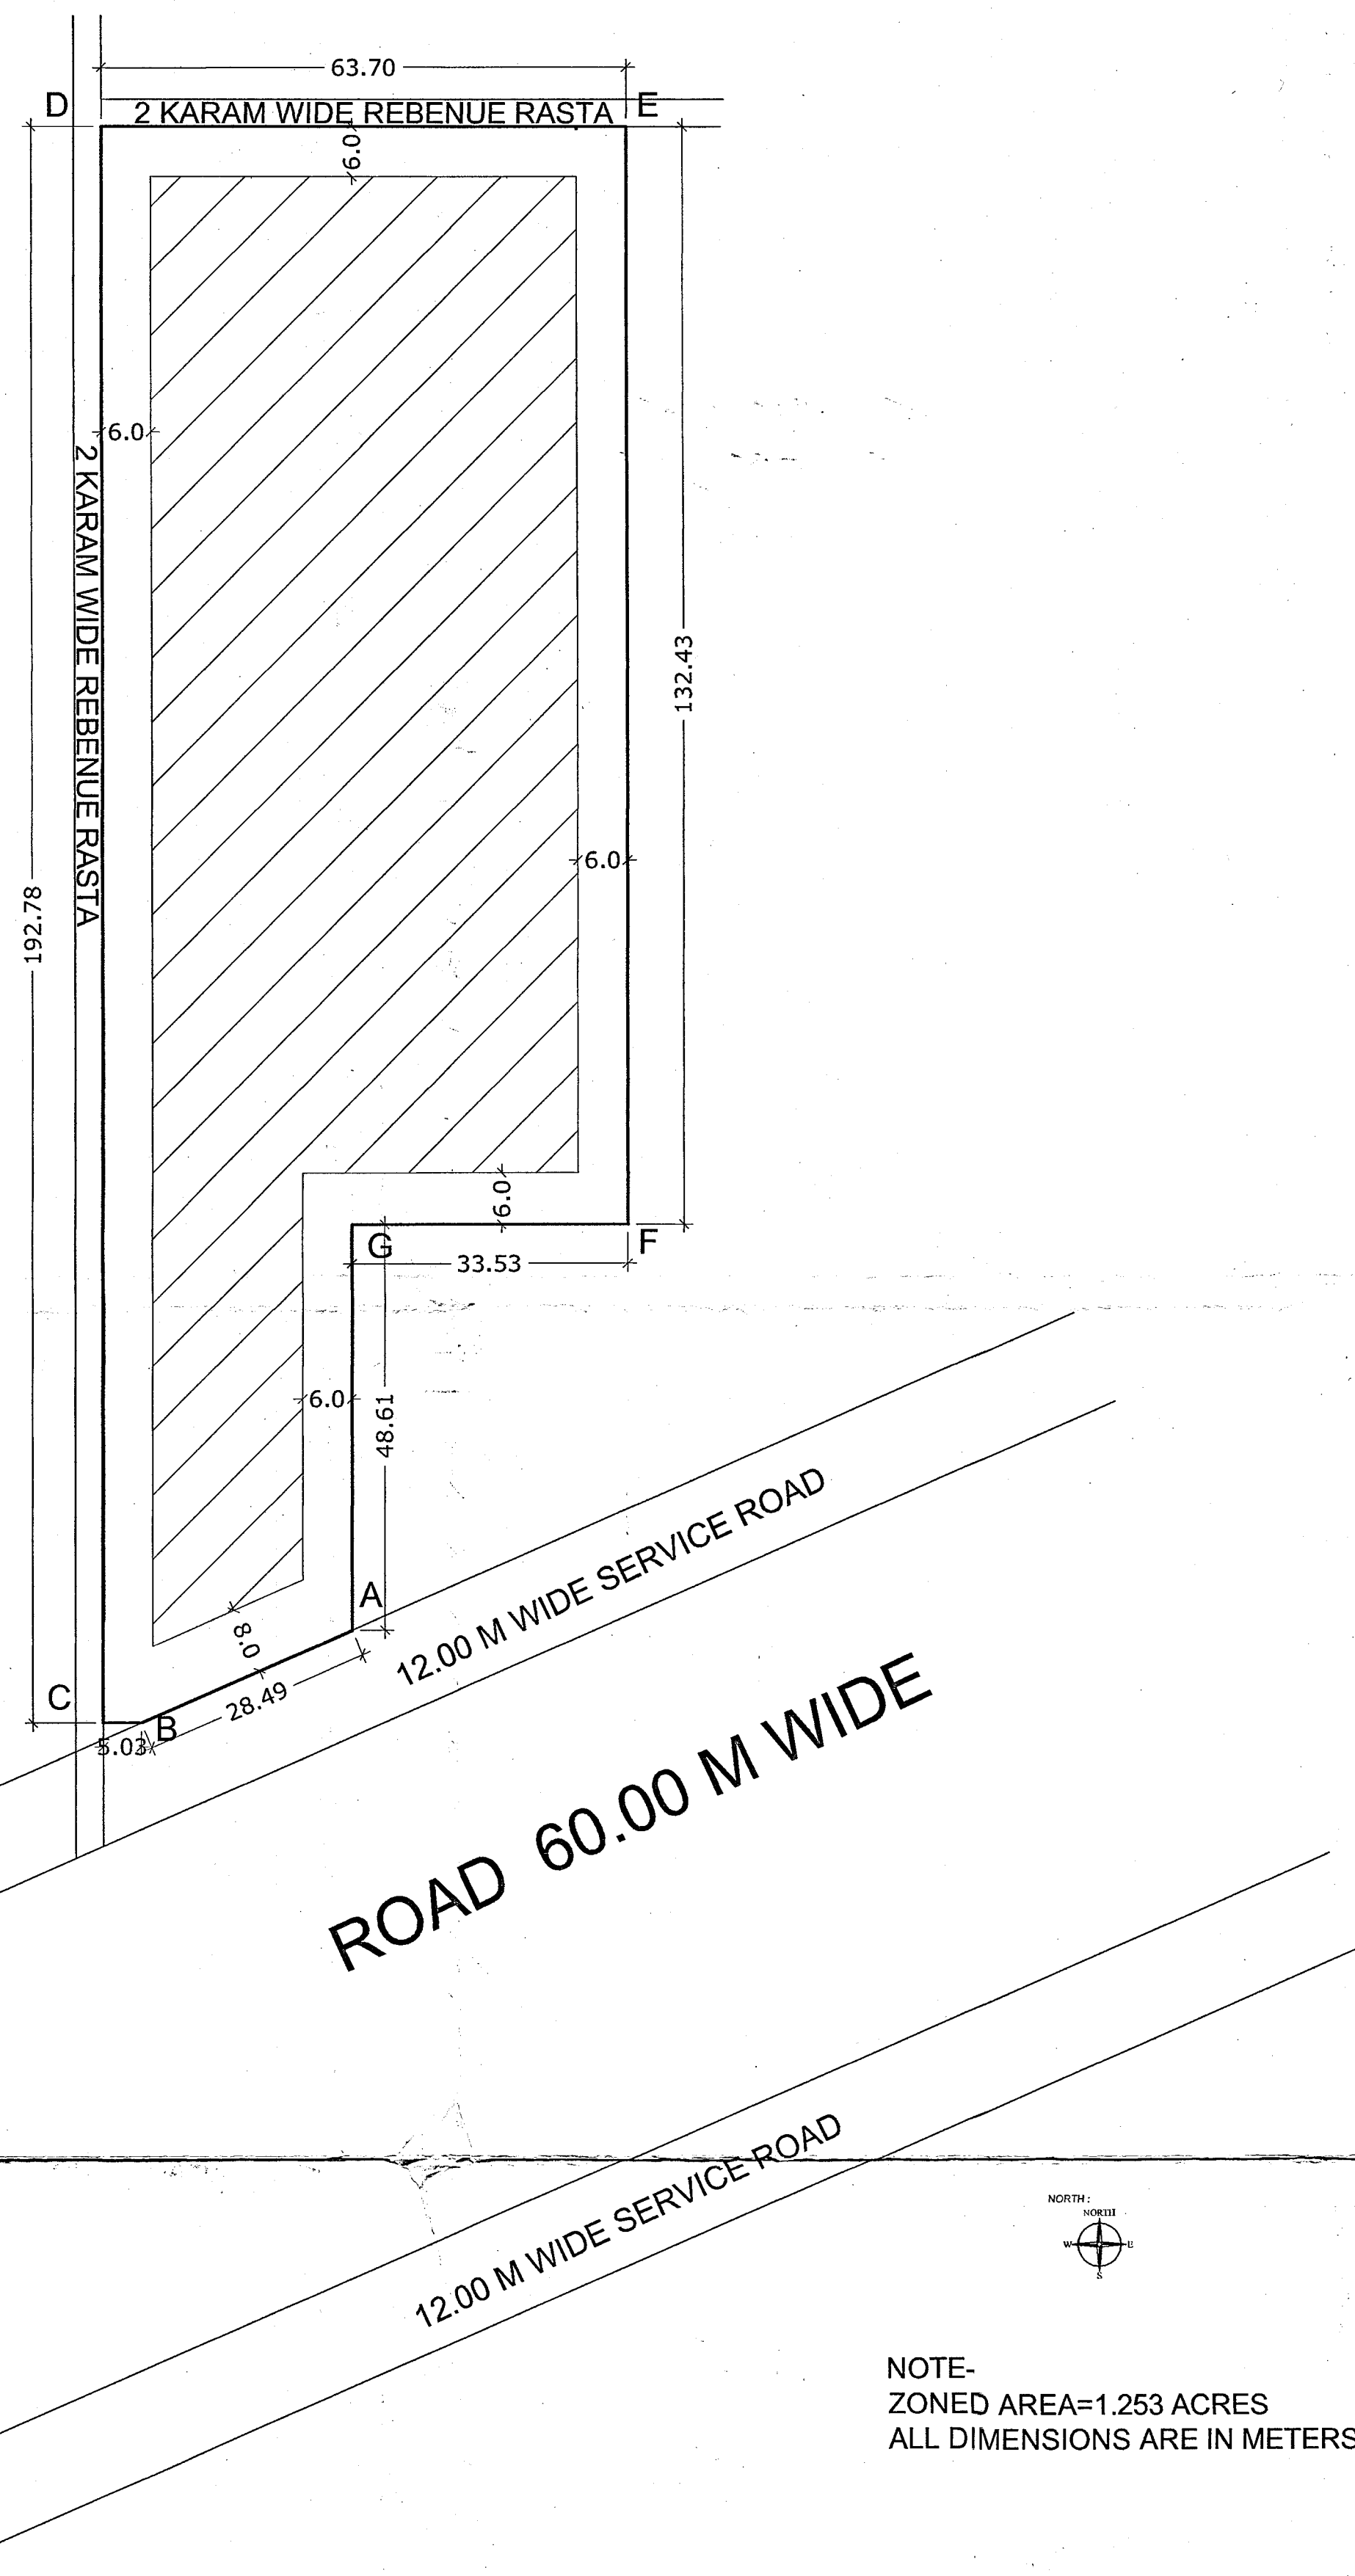 63.70
D
2 KARAM WIDE REBENUE RASTA
E
6.0
6.0
2 KARAM WIDE REBENUE RASTA
132.43
6.0
192.78
6.0
G
F
33.53
6.0
48.61
A
8.0
12.00 M WIDE SERVICE ROAD
C
28.49
B
5.03
ROAD 60.00 M WIDE
12.00 M WIDE SERVICE ROAD
NORTH :
NORTH
W
E
S
NOTE-
ZONED AREA=1.253 ACRES
ALL DIMENSIONS ARE IN METERS